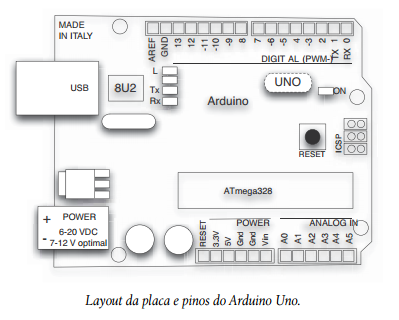 MADE
IN ITALY
AREF
GND
13
12
~11
~10
~9
8
7
~6
~5
4
~3
2
TX 1
RX 0
DIGIT AL (PWM~)
USB
8U2
L
Tx
Rx
Arduino
UNO
ON
RESET
ICSP
ATmega328
+ POWER
6-20 VDC
- 7-12 V optimal
POWER
ANALOG IN
RESET
3.3V
5V
Gnd
Gnd
Vin
A0
A1
A2
A3
A4
A5
Layout da placa e pinos do Arduino Uno.